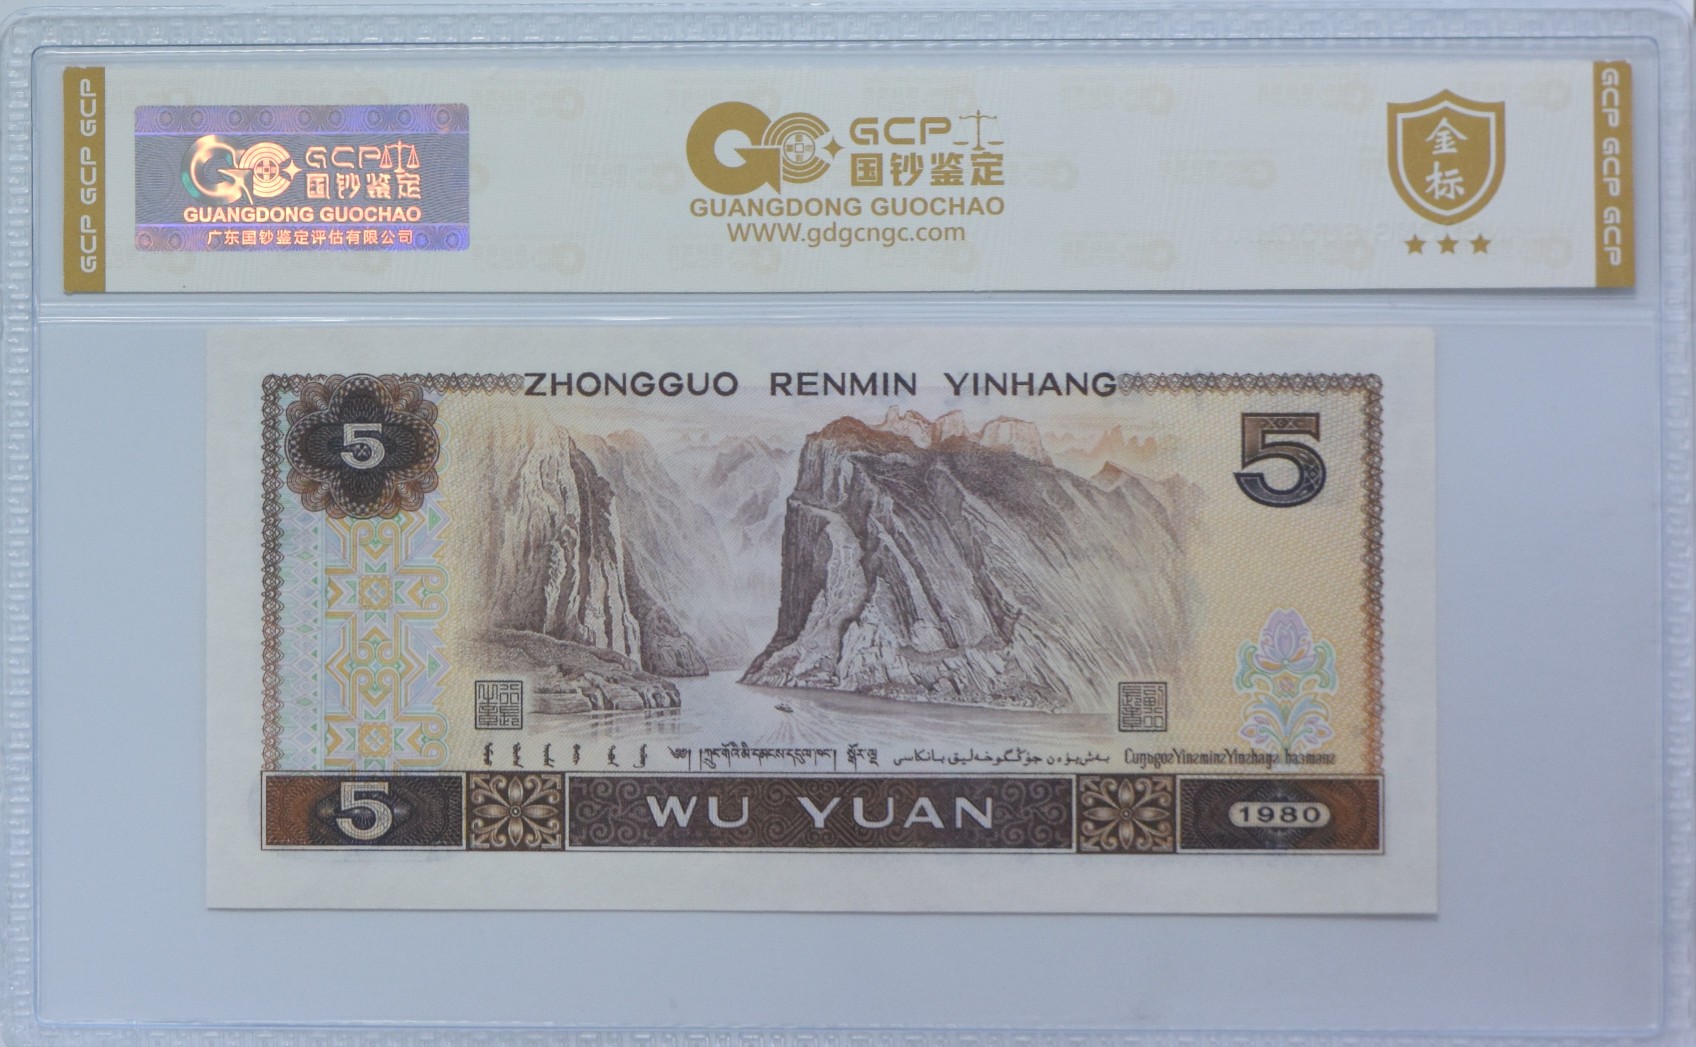 GCP GCP GCP
GCP
国钞鉴定
GUANGDONG GUOCHAO
广东国钞鉴定评估有限公司
GCP
国钞鉴定
GUANGDONG GUOCHAO
WWW.gdgcngc.com
金标
GCP GCP GCP
ZHONGGUO RENMIN YINHANG
5
5
5
WU YUAN
1980